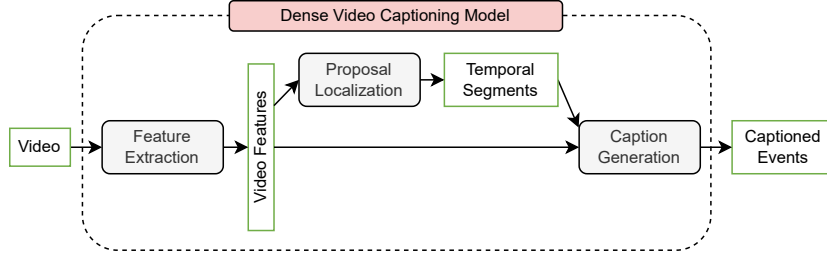 Dense Video Captioning Model
Video
Feature
Extraction
Video Features
Proposal
Localization
Temporal
Segments
Caption
Generation
Captioned
Events